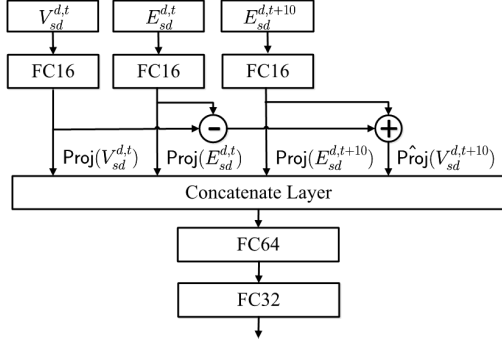 V_{sd}^{d,t} E_{sd}^{d,t} E_{sd}^{d,t+10}
FC16 FC16 FC16
Proj(V_{sd}^{d,t}) Proj(E_{sd}^{d,t}) Proj(E_{sd}^{d,t+10}) Prôj(V_{sd}^{d,t+10})
Concatenate Layer
FC64
FC32